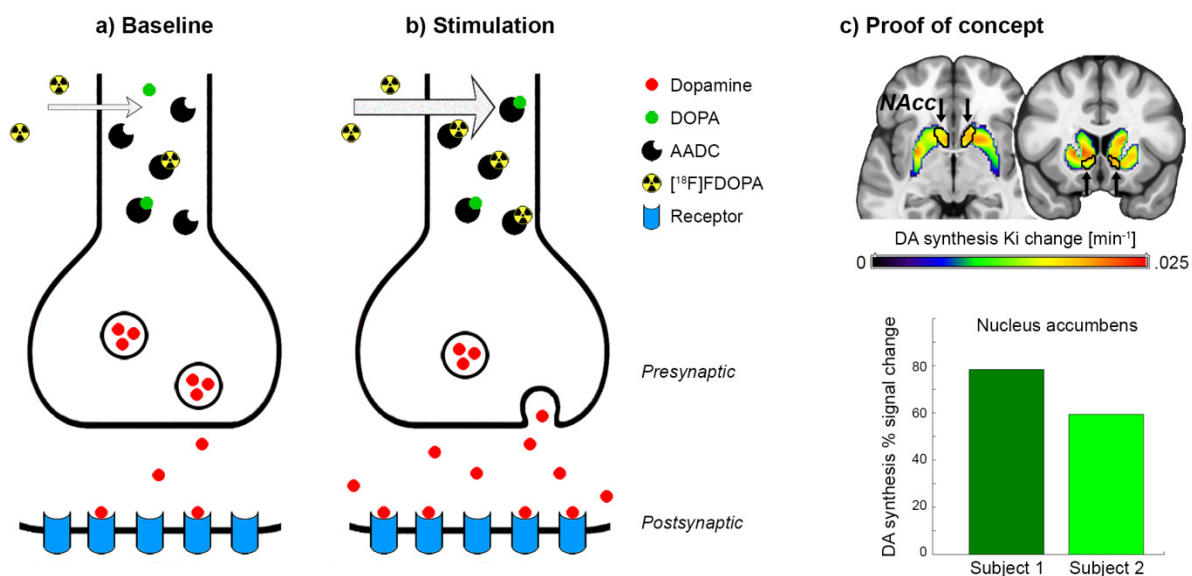 a) Baseline
b) Stimulation
c) Proof of concept
Dopamine
DOPA
AADC
[¹⁸F]FDOPA
Receptor
Presynaptic
Postsynaptic
NAcc
DA synthesis Ki change [min⁻¹]
0 .025
Nucleus accumbens
DA synthesis % signal change
80
60
40
20
0
Subject 1 Subject 2